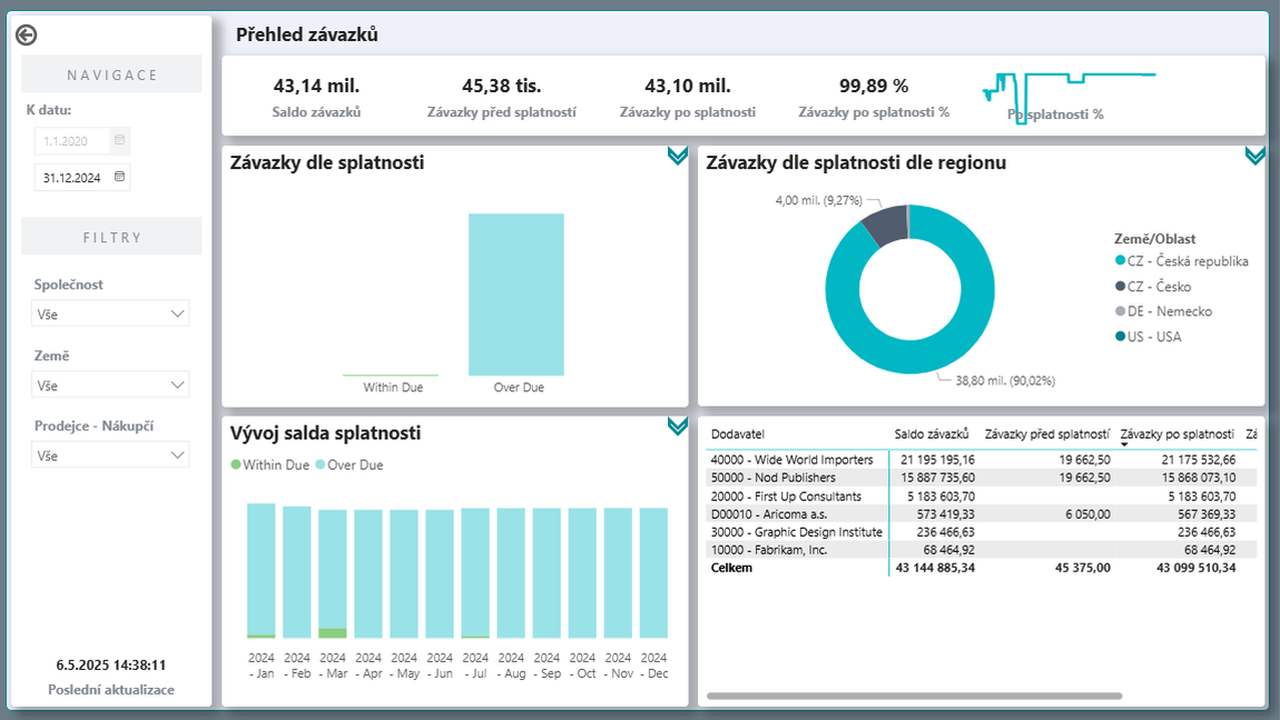 Přehled závazků
NAVIGACE
K datu:
1.1.2020
31.12.2024
FILTRY
Společnost
Vše
Země
Vše
Prodejce - Nákupčí
Vše
6.5.2025 14:38:11
Poslední aktualizace
43,14 mil.
Saldo závazků
45,38 tis.
Závazky před splatností
43,10 mil.
Závazky po splatnosti
99,89 %
Závazky po splatnosti %
Po splatnosti %
Závazky dle splatnosti
Within Due
Over Due
Závazky dle splatnosti dle regionu
4,00 mil. (9,27%)
38,80 mil. (90,02%)
Země/Oblast
CZ - Česká republika
CZ - Česko
DE - Nemecko
US - USA
Vývoj salda splatnosti
Within Due Over Due
2024 2024 2024 2024 2024 2024 2024 2024 2024 2024 2024 2024
- Jan - Feb - Mar - Apr - May - Jun - Jul - Aug - Sep - Oct - Nov - Dec
Dodavatel Saldo závazků Závazky před splatností Závazky po splatnosti Zá
40000 - Wide World Importers 21 195 195,16 19 662,50 21 175 532,66
50000 - Nod Publishers 15 887 735,60 19 662,50 15 868 073,10
20000 - First Up Consultants 5 183 603,70 5 183 603,70
D00010 - Aricoma a.s. 573 419,33 6 050,00 567 369,33
30000 - Graphic Design Institute 236 466,63 236 466,63
10000 - Fabrikam, Inc. 68 464,92 68 464,92
Celkem 43 144 885,34 45 375,00 43 099 510,34